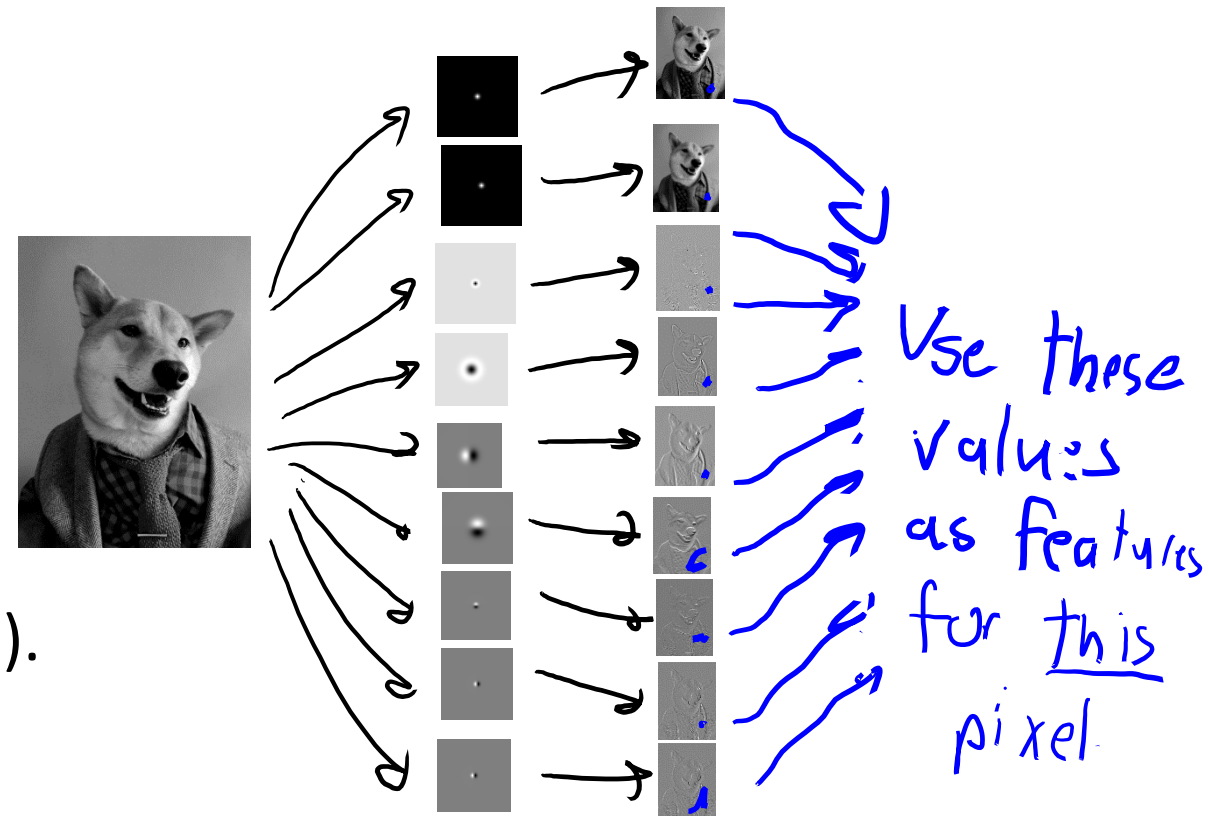 ).
Use these
values
as features
for this
pixel